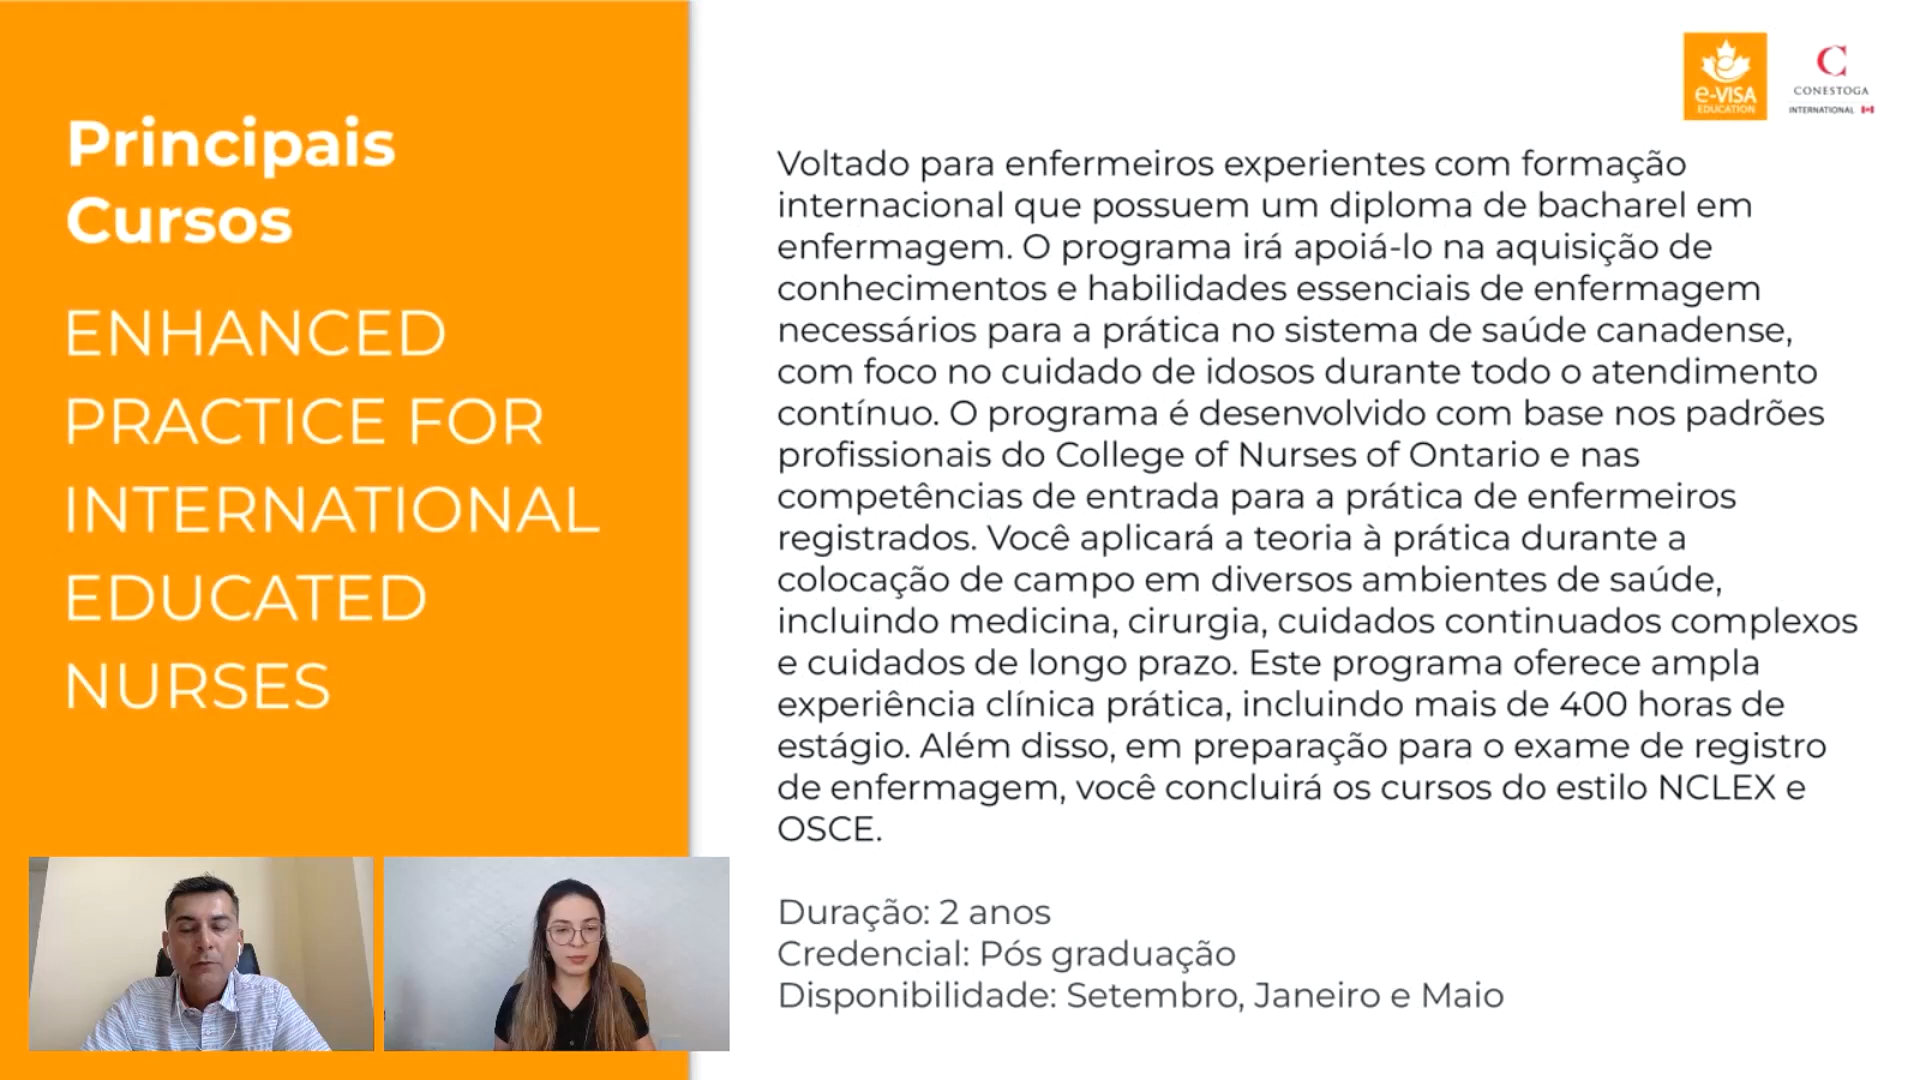 Principais
Cursos
ENHANCED
PRACTICE FOR
INTERNATIONAL
EDUCATED
NURSES
e-VISA
EDUCATION
C
CONESTOGA
INTERNATIONAL
Voltado para enfermeiros experientes com formação
internacional que possuem um diploma de bacharel em
enfermagem. O programa irá apoiá-lo na aquisição de
conhecimentos e habilidades essenciais de enfermagem
necessários para a prática no sistema de saúde canadense,
com foco no cuidado de idosos durante todo o atendimento
contínuo. O programa é desenvolvido com base nos padrões
profissionais do College of Nurses of Ontario e nas
competências de entrada para a prática de enfermeiros
registrados. Você aplicará a teoria à prática durante a
colocação de campo em diversos ambientes de saúde,
incluindo medicina, cirurgia, cuidados continuados complexos
e cuidados de longo prazo. Este programa oferece ampla
experiência clínica prática, incluindo mais de 400 horas de
estágio. Além disso, em preparação para o exame de registro
de enfermagem, você concluirá os cursos do estilo NCLEX e
OSCE.
Duração: 2 anos
Credencial: Pós graduação
Disponibilidade: Setembro, Janeiro e Maio